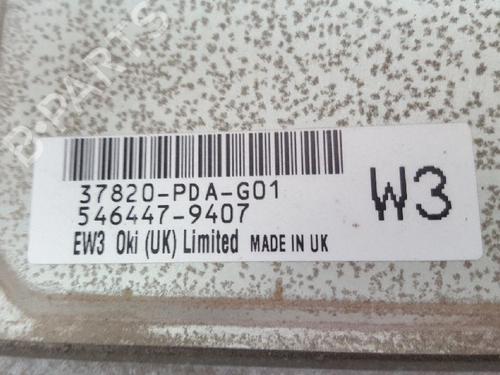 B-PARTS
37820-PDA-G01
546447-9407
EW3 Oki (UK) Limited MADE IN UK
W3